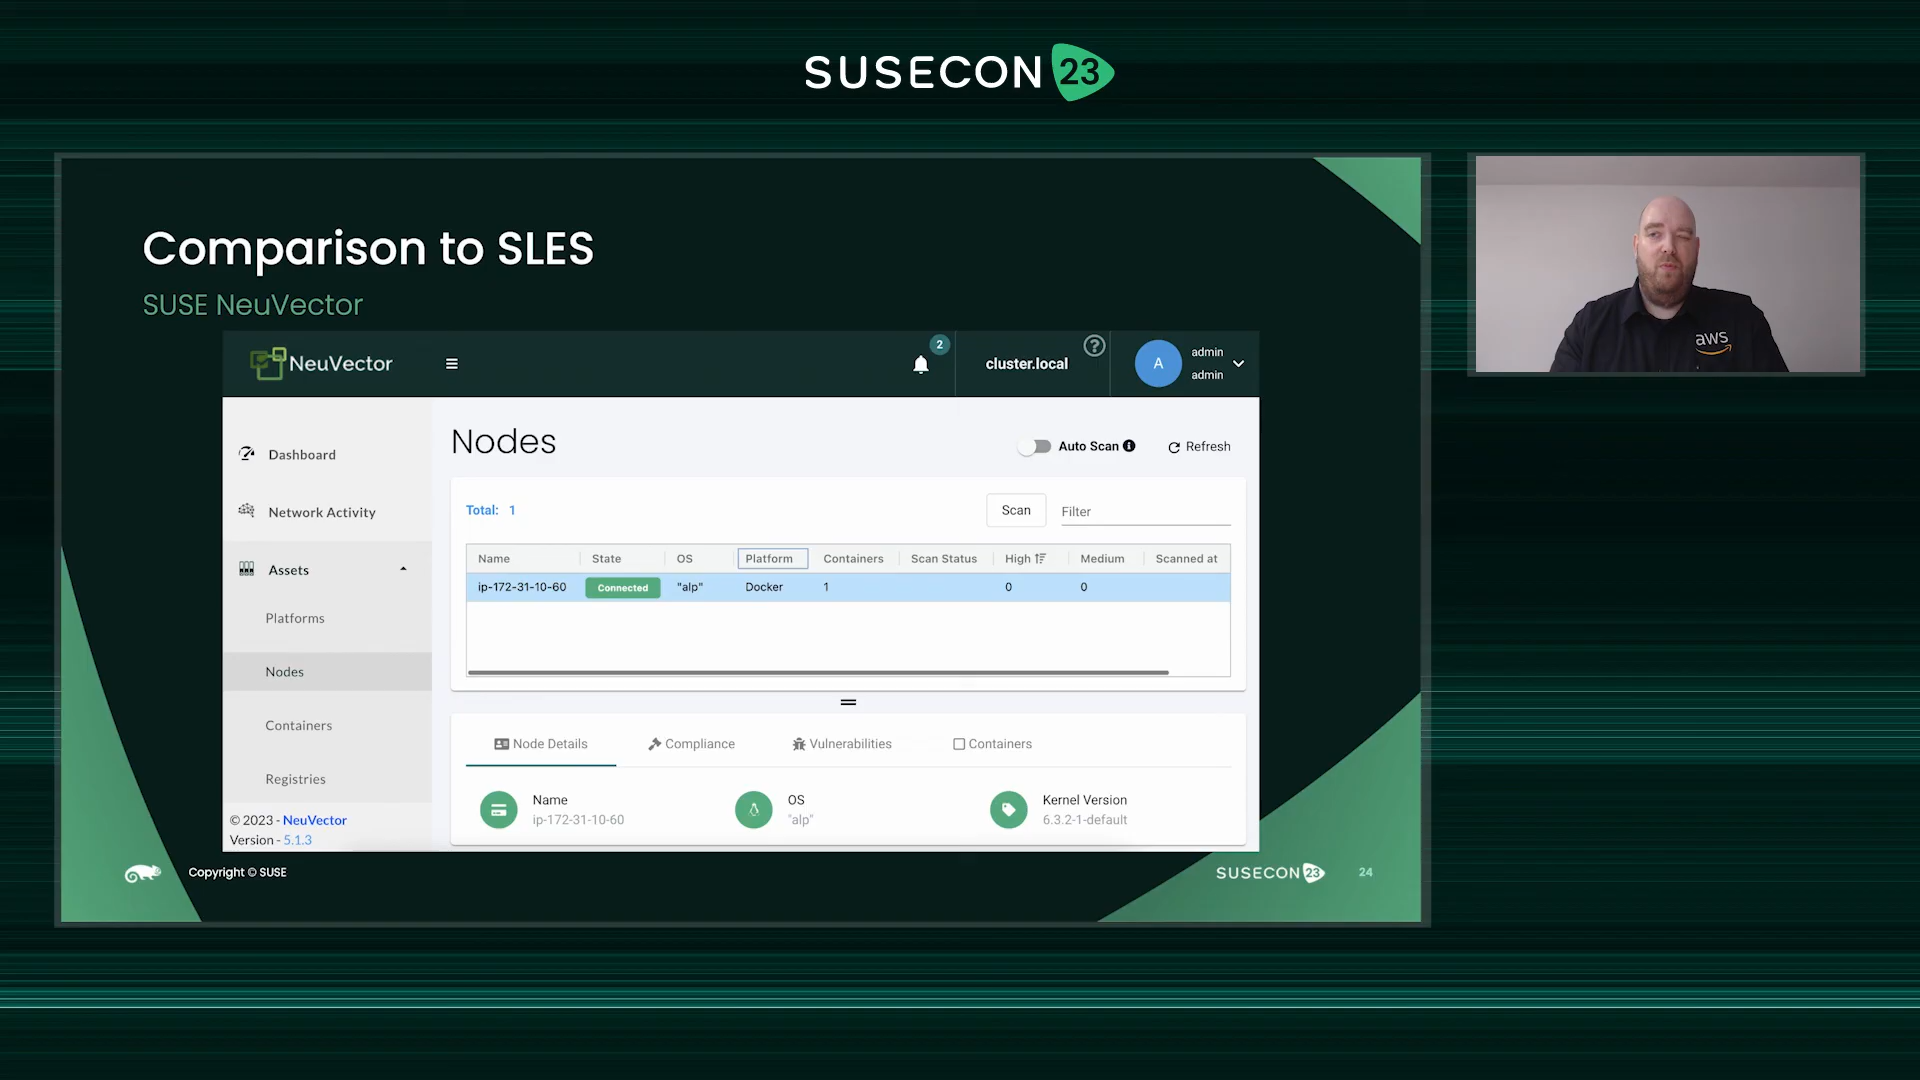 SUSECON 23
Comparison to SLES
SUSE NeuVector
NeuVector
2
cluster.local
?
A
admin
admin
Dashboard
Network Activity
Assets
Platforms
Nodes
Containers
Registries
© 2023 - NeuVector
Version - 5.1.3
Nodes
Auto Scan
Refresh
Total: 1
Scan
Filter
Name State OS Platform Containers Scan Status High Medium Scanned at
ip-172-31-10-60 Connected "alp" Docker 1 0 0
Node Details Compliance Vulnerabilities Containers
Name
ip-172-31-10-60
OS
"alp"
Kernel Version
6.3.2-1-default
Copyright © SUSE
SUSECON 23
24
aws